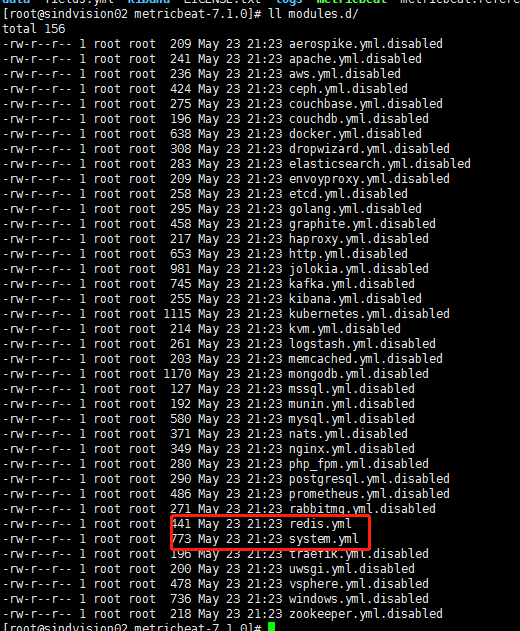 data fields.yml kibana LICENSE.txt logs metricbeat metricbeat.refere
[root@sindvision02 metricbeat-7.1.0]# ll modules.d/
total 156
-rw-r--r-- 1 root root 209 May 23 21:23 aerospike.yml.disabled
-rw-r--r-- 1 root root 241 May 23 21:23 apache.yml.disabled
-rw-r--r-- 1 root root 236 May 23 21:23 aws.yml.disabled
-rw-r--r-- 1 root root 424 May 23 21:23 ceph.yml.disabled
-rw-r--r-- 1 root root 275 May 23 21:23 couchbase.yml.disabled
-rw-r--r-- 1 root root 196 May 23 21:23 couchdb.yml.disabled
-rw-r--r-- 1 root root 638 May 23 21:23 docker.yml.disabled
-rw-r--r-- 1 root root 308 May 23 21:23 dropwizard.yml.disabled
-rw-r--r-- 1 root root 283 May 23 21:23 elasticsearch.yml.disabled
-rw-r--r-- 1 root root 209 May 23 21:23 envoyproxy.yml.disabled
-rw-r--r-- 1 root root 258 May 23 21:23 etcd.yml.disabled
-rw-r--r-- 1 root root 295 May 23 21:23 golang.yml.disabled
-rw-r--r-- 1 root root 458 May 23 21:23 graphite.yml.disabled
-rw-r--r-- 1 root root 217 May 23 21:23 haproxy.yml.disabled
-rw-r--r-- 1 root root 653 May 23 21:23 http.yml.disabled
-rw-r--r-- 1 root root 981 May 23 21:23 jolokia.yml.disabled
-rw-r--r-- 1 root root 745 May 23 21:23 kafka.yml.disabled
-rw-r--r-- 1 root root 255 May 23 21:23 kibana.yml.disabled
-rw-r--r-- 1 root root 1115 May 23 21:23 kubernetes.yml.disabled
-rw-r--r-- 1 root root 214 May 23 21:23 kvm.yml.disabled
-rw-r--r-- 1 root root 261 May 23 21:23 logstash.yml.disabled
-rw-r--r-- 1 root root 203 May 23 21:23 memcached.yml.disabled
-rw-r--r-- 1 root root 1170 May 23 21:23 mongodb.yml.disabled
-rw-r--r-- 1 root root 127 May 23 21:23 mssql.yml.disabled
-rw-r--r-- 1 root root 192 May 23 21:23 munin.yml.disabled
-rw-r--r-- 1 root root 580 May 23 21:23 mysql.yml.disabled
-rw-r--r-- 1 root root 371 May 23 21:23 nats.yml.disabled
-rw-r--r-- 1 root root 349 May 23 21:23 nginx.yml.disabled
-rw-r--r-- 1 root root 280 May 23 21:23 php_fpm.yml.disabled
-rw-r--r-- 1 root root 290 May 23 21:23 postgresql.yml.disabled
-rw-r--r-- 1 root root 486 May 23 21:23 prometheus.yml.disabled
-rw-r--r-- 1 root root 271 May 23 21:23 rabbitmq.yml.disabled
-rw-r--r-- 1 root root 441 May 23 21:23 redis.yml
-rw-r--r-- 1 root root 773 May 23 21:23 system.yml
-rw-r--r-- 1 root root 196 May 23 21:23 traefik.yml.disabled
-rw-r--r-- 1 root root 200 May 23 21:23 uwsgi.yml.disabled
-rw-r--r-- 1 root root 478 May 23 21:23 vsphere.yml.disabled
-rw-r--r-- 1 root root 736 May 23 21:23 windows.yml.disabled
-rw-r--r-- 1 root root 218 May 23 21:23 zookeeper.yml.disabled
[root@sindvision02 metricbeat-7.1.0]#